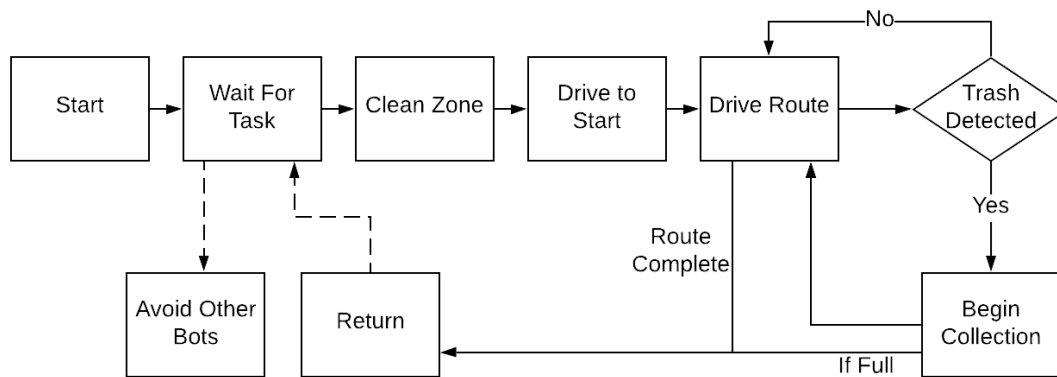 No
Start
Wait For
Task
Clean Zone
Drive to
Start
Drive Route
Trash
Detected
Yes
Route
Complete
Avoid Other
Bots
Return
Begin
Collection
If Full